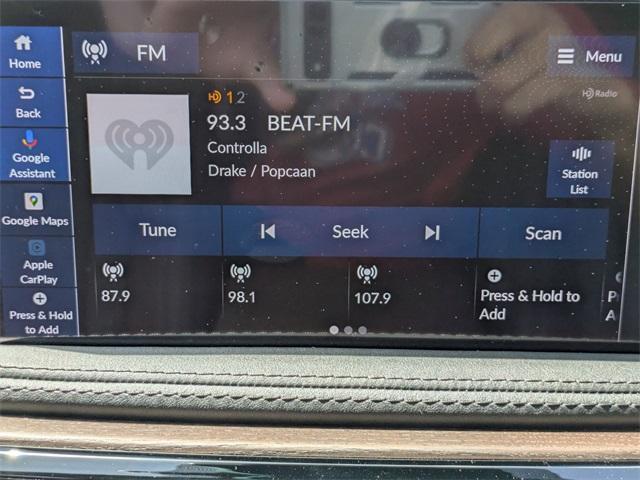 Home
FM
Menu
HD 1 2
HD Radio
Back
93.3 BEAT-FM
Controlla
Drake / Popcaan
Google
Assistant
Station
List
Google Maps
Tune
Seek
Scan
Apple
CarPlay
87.9
98.1
107.9
Press & Hold to
Add
P
A
Press & Hold
to Add